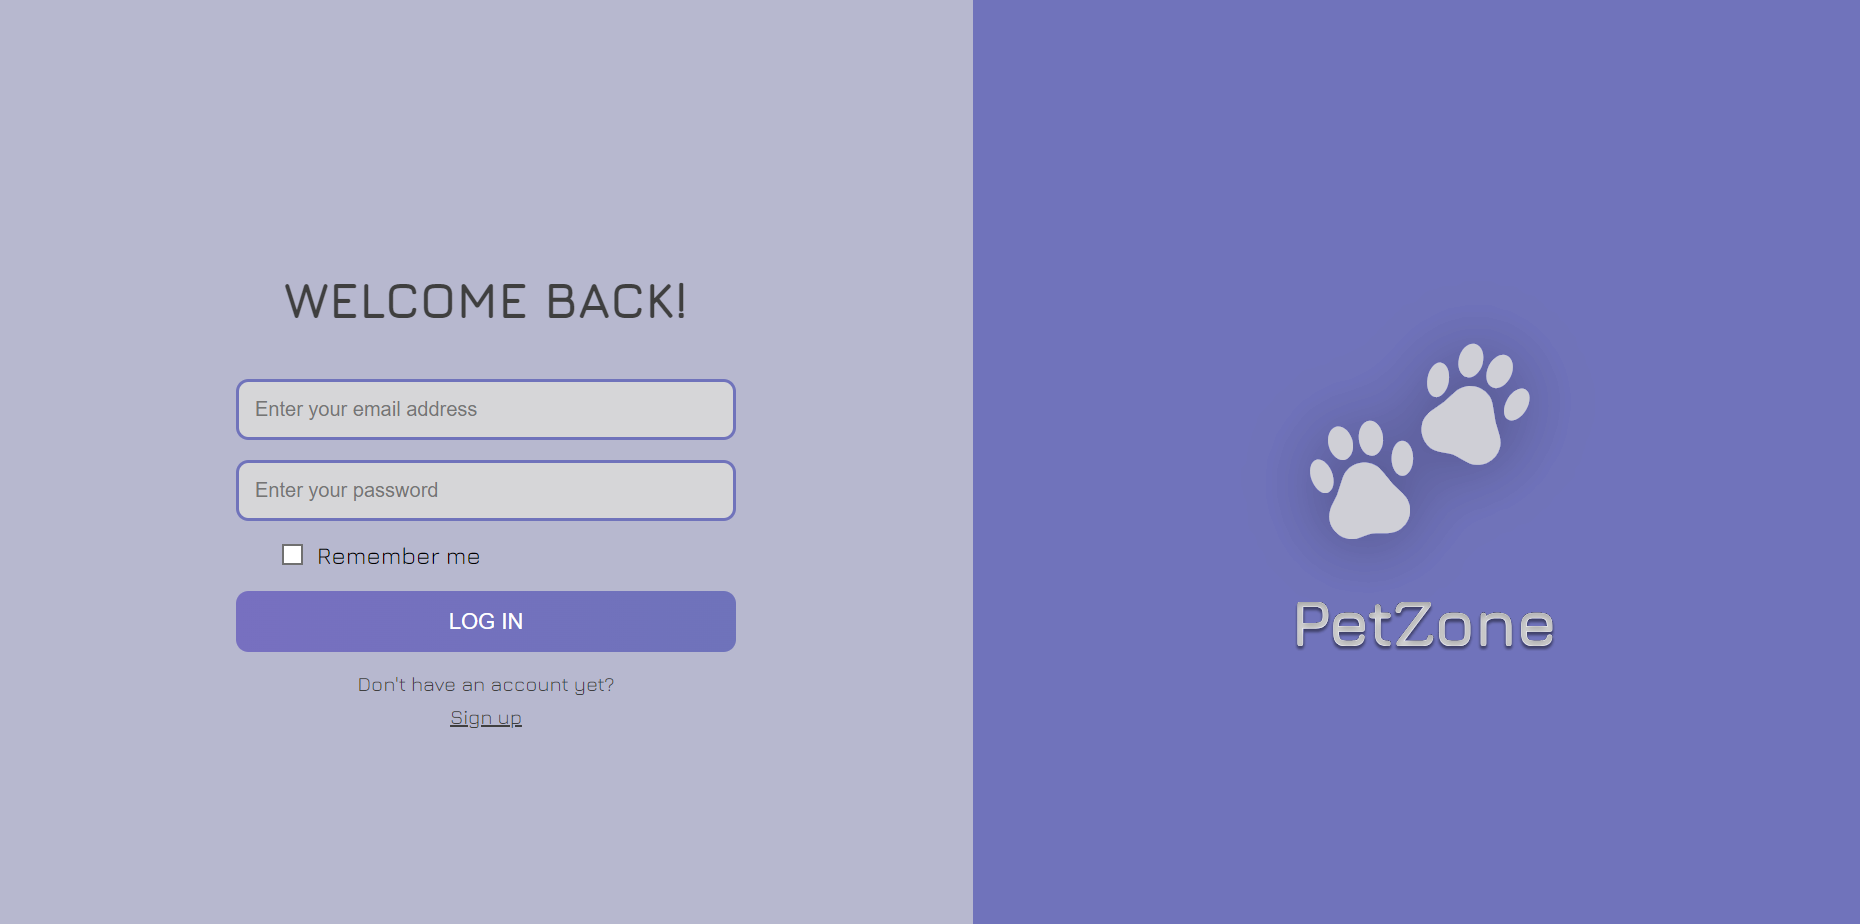 WELCOME BACK!
Enter your email address
Enter your password
Remember me
LOG IN
Don't have an account yet?
Sign up
PetZone